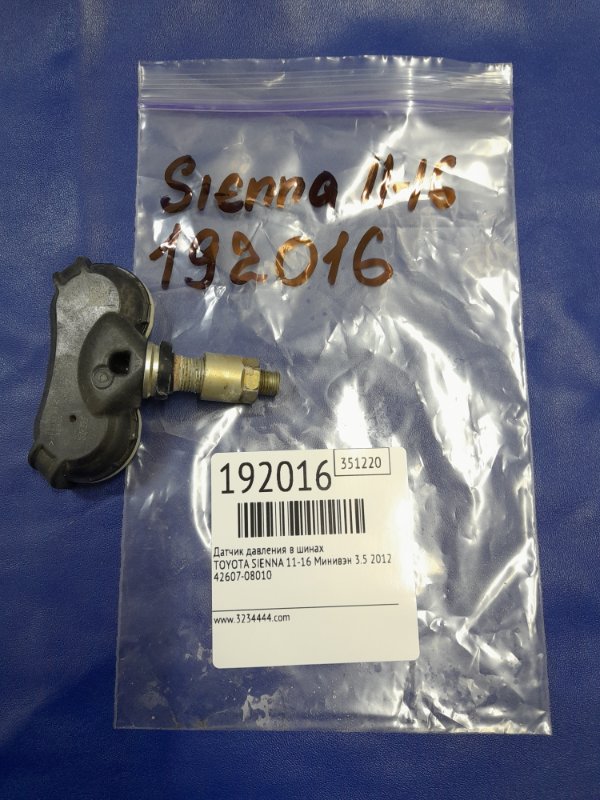 Sienna 11-16
192016
192016 351220
Датчик давления в шинах
TOYOTA SIENNA 11-16 Минивэн 3.5 2012
42607-08010
www.3234444.com